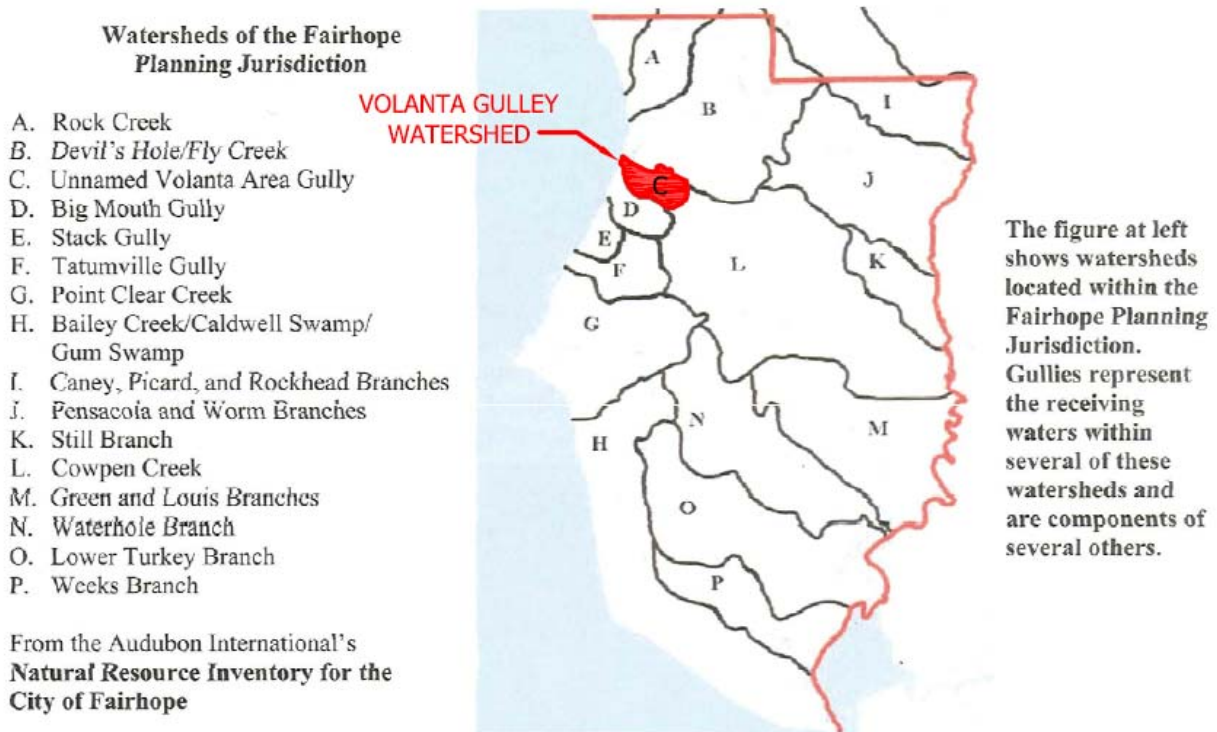 Watersheds of the Fairhope
Planning Jurisdiction
A. Rock Creek
B. Devil's Hole/Fly Creek
C. Unnamed Volanta Area Gully
D. Big Mouth Gully
E. Stack Gully
F. Tatumville Gully
G. Point Clear Creek
H. Bailey Creek/Caldwell Swamp/
Gum Swamp
I. Caney, Picard, and Rockhead Branches
J. Pensacola and Worm Branches
K. Still Branch
L. Cowpen Creek
M. Green and Louis Branches
N. Waterhole Branch
O. Lower Turkey Branch
P. Weeks Branch
From the Audubon International's
Natural Resource Inventory for the
City of Fairhope
VOLANTA GULLEY
WATERSHED
A
B
I
C
J
D
E
L
K
F
G
N
M
H
O
P
The figure at left
shows watersheds
located within the
Fairhope Planning
Jurisdiction.
Gullies represent
the receiving
waters within
several of these
watersheds and
are components of
several others.